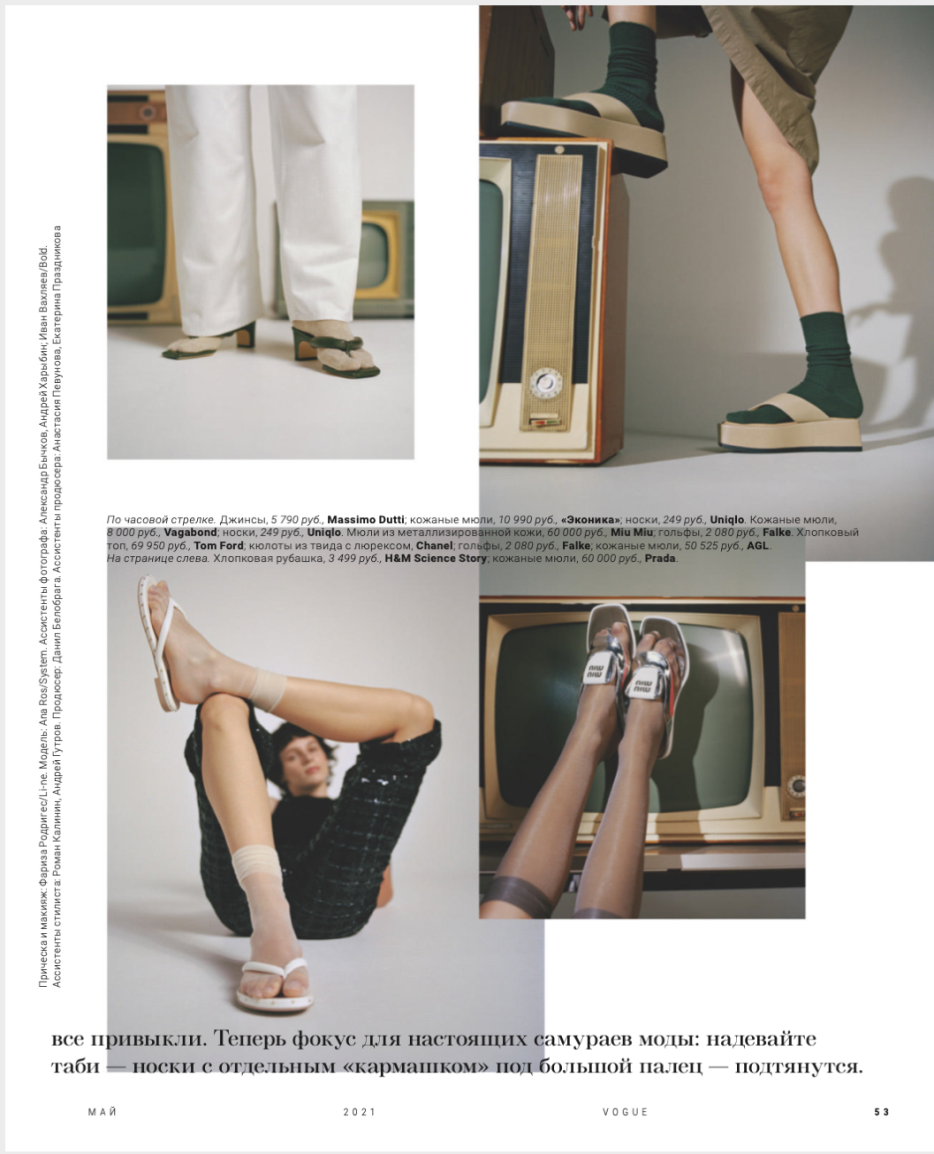 Прическа и макияж: Фариза Родригес/Li-ne. Модель: Ana Ros/System. Ассистенты фотографа: Александр Бычков, Андрей Харыбин; Иван Вахляев/Bold.
Ассистенты стилиста: Роман Калинин, Андрей Гутров. Продюсер: Данил Белобрага. Ассистенты продюсера: Анастасия Певунова, Екатерина Праздникова
По часовой стрелке. Джинсы, 5 790 руб., Massimo Dutti; кожаные мюли, 10 990 руб., «Эконика»; носки, 249 руб., Uniqlo. Кожаные мюли,
8 000 руб., Vagabond; носки, 249 руб., Uniqlo. Мюли из металлизированной кожи, 60 000 руб., Miu Miu; гольфы, 2 080 руб., Falke. Хлопковый
топ, 69 950 руб., Tom Ford; кюлоты из твида с люрексом, Chanel; гольфы, 2 080 руб., Falke; кожаные мюли, 50 525 руб., AGL.
На странице слева. Хлопковая рубашка, 3 499 руб., H&M Science Story; кожаные мюли, 60 000 руб., Prada.
miu
miu
miu
miu
все привыкли. Теперь фокус для настоящих самураев моды: надевайте
таби — носки с отдельным «кармашком» под большой палец — подтянутся.
МАЙ 2021 VOGUE 53